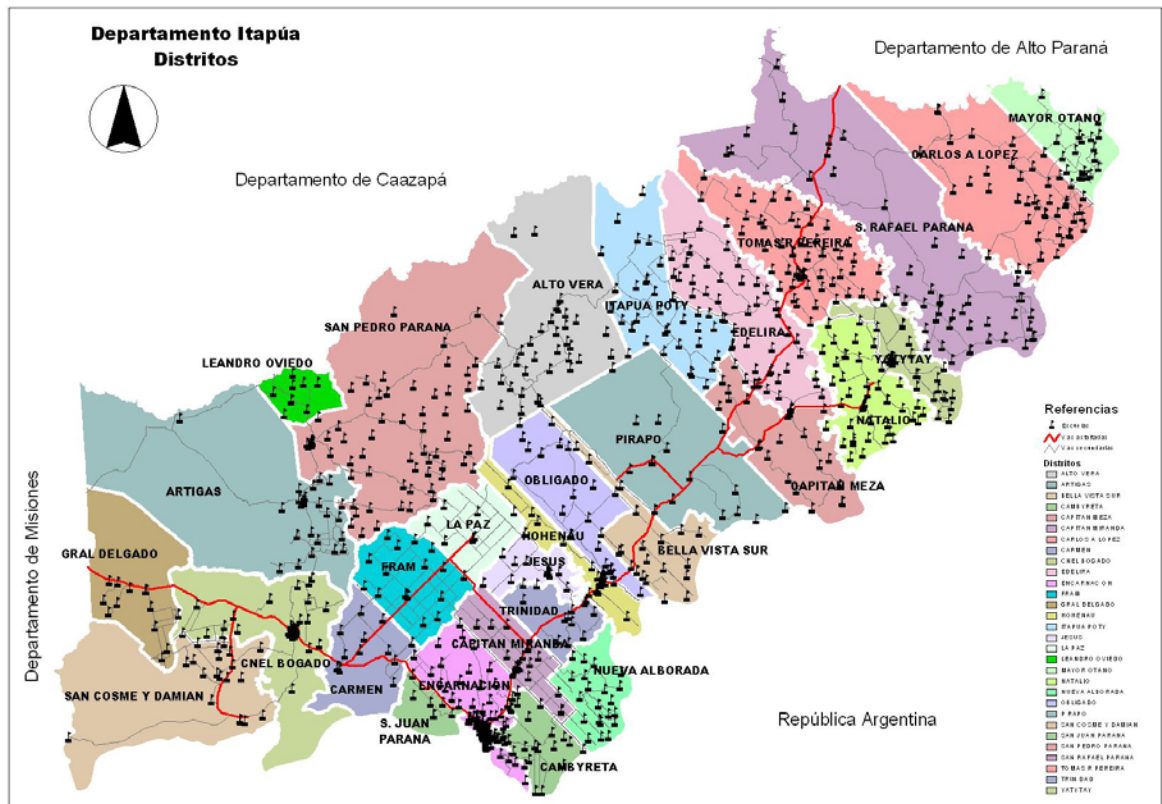 Departamento Itapúa
Distritos
Departamento de Alto Paraná
Departamento de Caazapá
Departamento de Misiones
República Argentina
MAYOR OTANO
CARLOS A LOPEZ
S. RAFAEL PARANA
TOMAS R PEREIRA
ALTO VERA
ITAPUA POTY
EDELIRA
SAN PEDRO PARANA
YATYTAY
LEANDRO OVIEDO
NATALIO
PIRAPO
CAPITAN MEZA
OBLIGADO
ARTIGAS
LA PAZ
HOHENAU
BELLA VISTA SUR
GRAL DELGADO
FRAM
JESUS
TRINIDAD
CAPITAN MIRANDA
NUEVA ALBORADA
CNEL BOGADO
SAN COSME Y DAMIAN
CARMEN
ENCARNACION
S. JUAN
PARANA
CAMBYRETA
Referencias
Escuelas
Vias asfaltadas
Vias secundarias
Distritos
ALTO VERA
ARTIGAS
BELLA VISTA SUR
CAMBYRETA
CAPITAN MEZA
CAPITAN MIRANDA
CARLOS A LOPEZ
CARMEN
CNEL BOGADO
EDELIRA
ENCARNACION
FRAM
GRAL DELGADO
HOHENAU
ITAPUA POTY
JESUS
LA PAZ
LEANDRO OVIEDO
MAYOR OTANO
NATALIO
NUEVA ALBORADA
OBLIGADO
PIRAPO
SAN COSME Y DAMIAN
SAN JUAN PARANA
SAN PEDRO PARANA
SAN RAFAEL PARANA
TOMAS R PEREIRA
TRINIDAD
YATYTAY